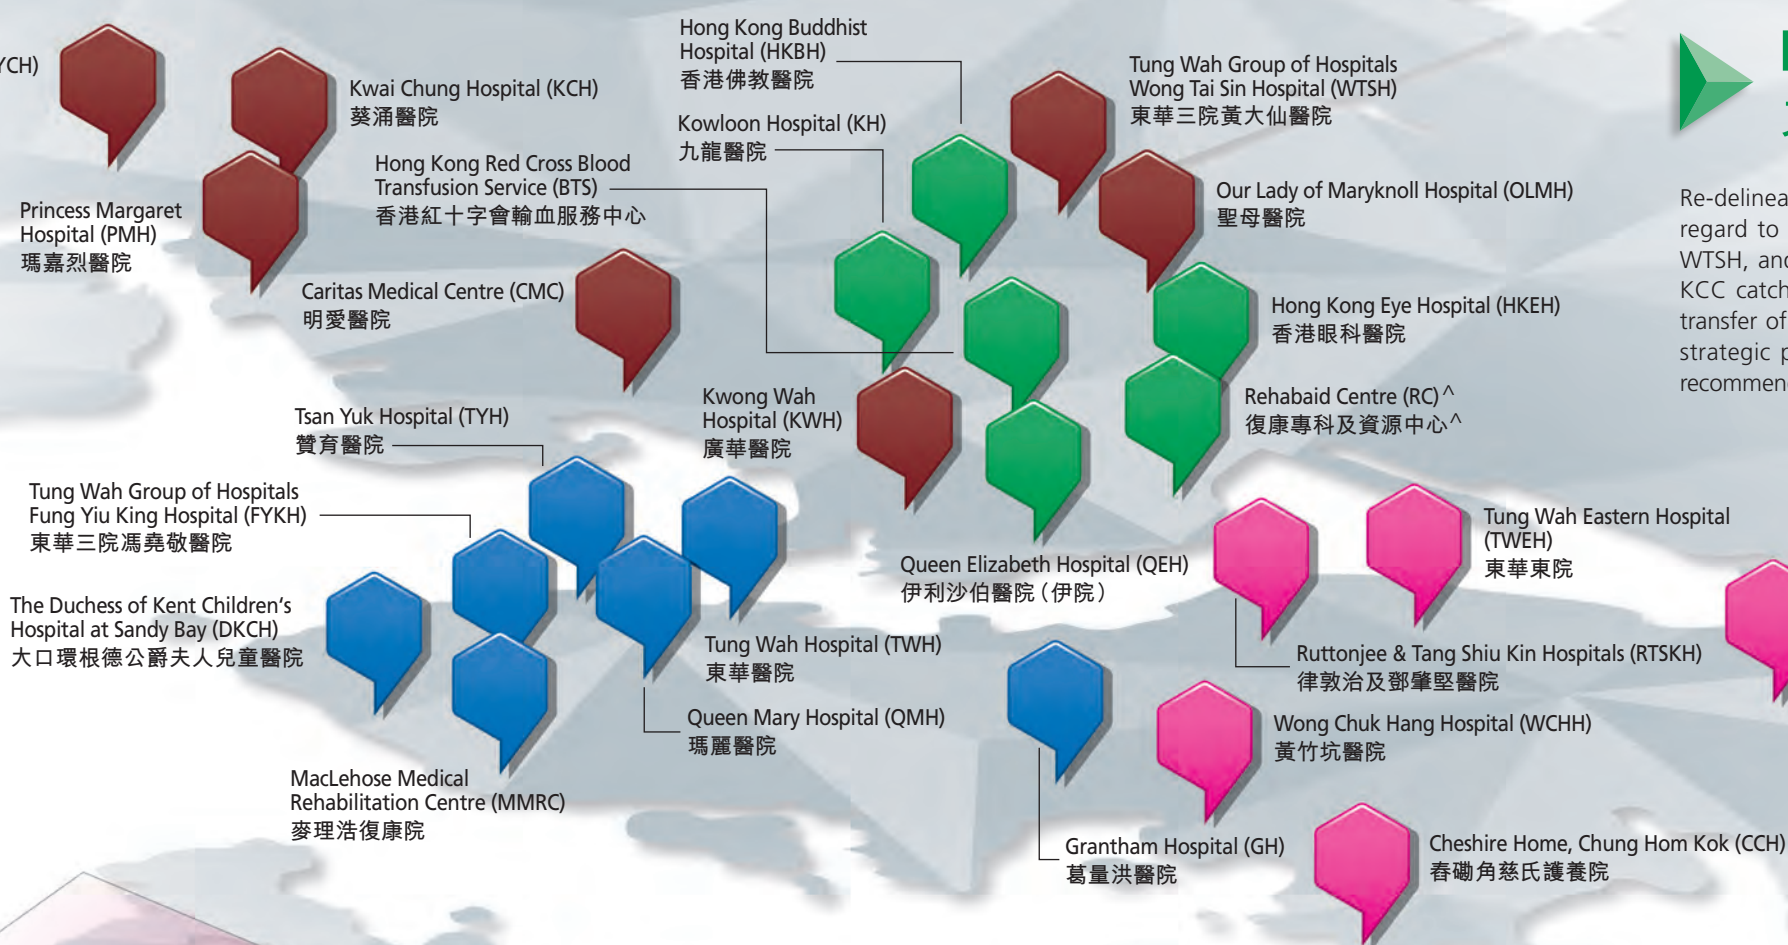 YCH)
Kwai Chung Hospital (KCH)
葵涌醫院
Princess Margaret
Hospital (PMH)
瑪嘉烈醫院
Hong Kong Red Cross Blood
Transfusion Service (BTS)
香港紅十字會輸血服務中心
Caritas Medical Centre (CMC)
明愛醫院
Hong Kong Buddhist
Hospital (HKBH)
香港佛教醫院
Kowloon Hospital (KH)
九龍醫院
Tung Wah Group of Hospitals
Wong Tai Sin Hospital (WTSH)
東華三院黃大仙醫院
Our Lady of Maryknoll Hospital (OLMH)
聖母醫院
Hong Kong Eye Hospital (HKEH)
香港眼科醫院
Rehabaid Centre (RC)^
復康專科及資源中心^
Kwong Wah
Hospital (KWH)
廣華醫院
Queen Elizabeth Hospital (QEH)
伊利沙伯醫院（伊院）
Tsan Yuk Hospital (TYH)
贊育醫院
Tung Wah Group of Hospitals
Fung Yiu King Hospital (FYKH)
東華三院馮堯敬醫院
The Duchess of Kent Children's
Hospital at Sandy Bay (DKCH)
大口環根德公爵夫人兒童醫院
MacLehose Medical
Rehabilitation Centre (MMRC)
麥理浩復康院
Tung Wah Hospital (TWH)
東華醫院
Queen Mary Hospital (QMH)
瑪麗醫院
Tung Wah Eastern Hospital
(TWEH)
東華東院
Ruttonjee & Tang Shiu Kin Hospitals (RTSKH)
律敦治及鄧肇堅醫院
Wong Chuk Hang Hospital (WCHH)
黃竹坑醫院
Grantham Hospital (GH)
葛量洪醫院
Cheshire Home, Chung Hom Kok (CCH)
舂磡角慈氏護養院
Re-delinea
regard to
WTSH, and
KCC catch
transfer of
strategic p
recommen